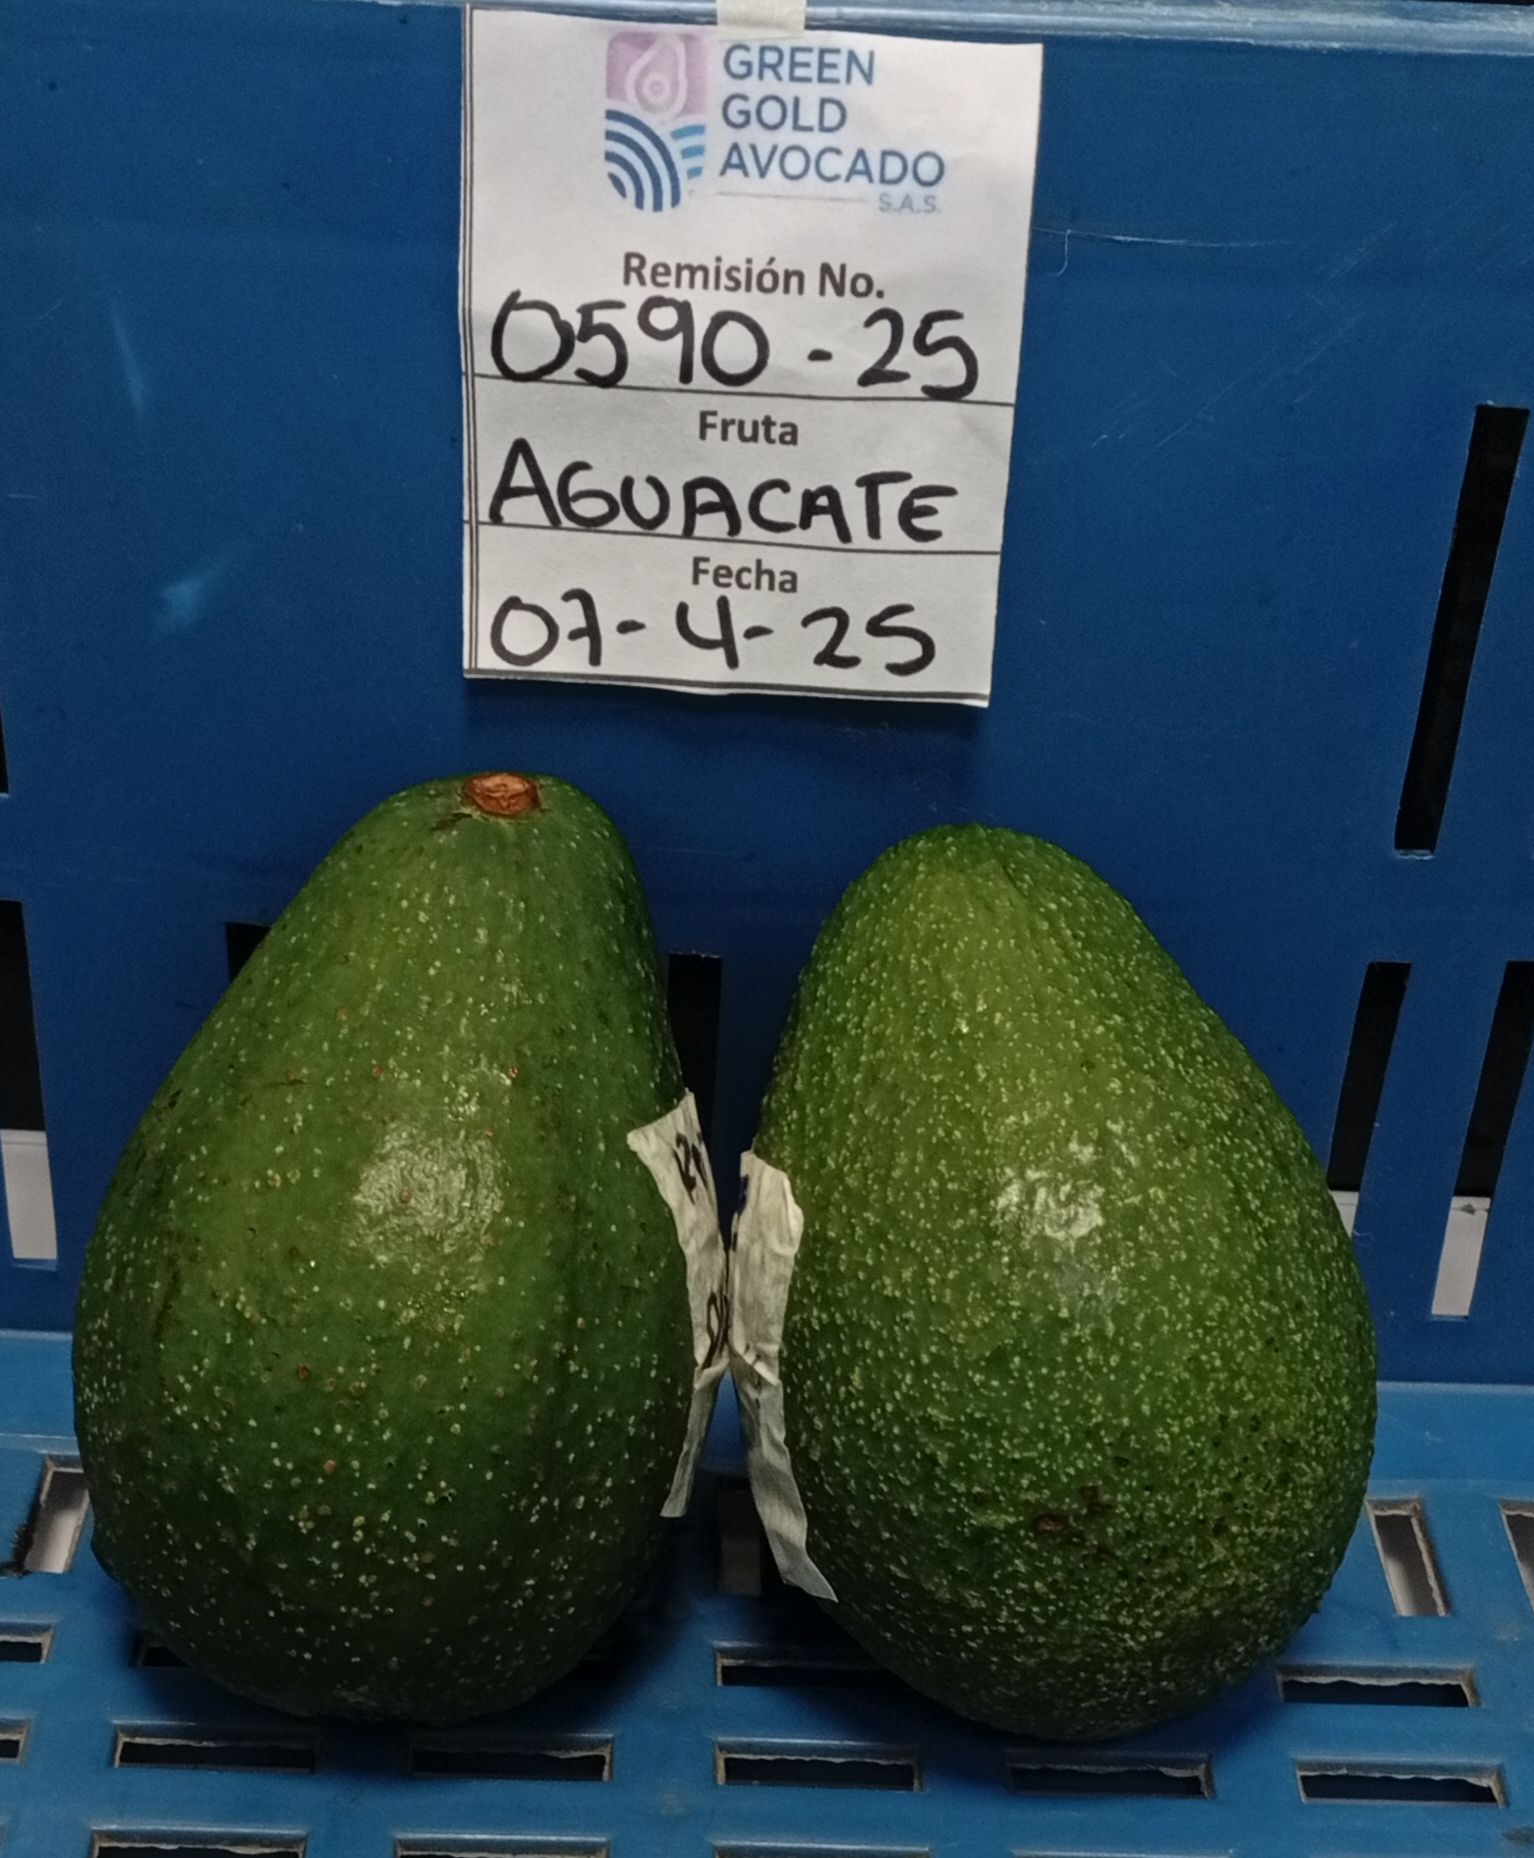 GREEN
GOLD
AVOCADO
S.A.S.
Remisión No.
0590-25
Fruta
AGUACATE
Fecha
07-4-25